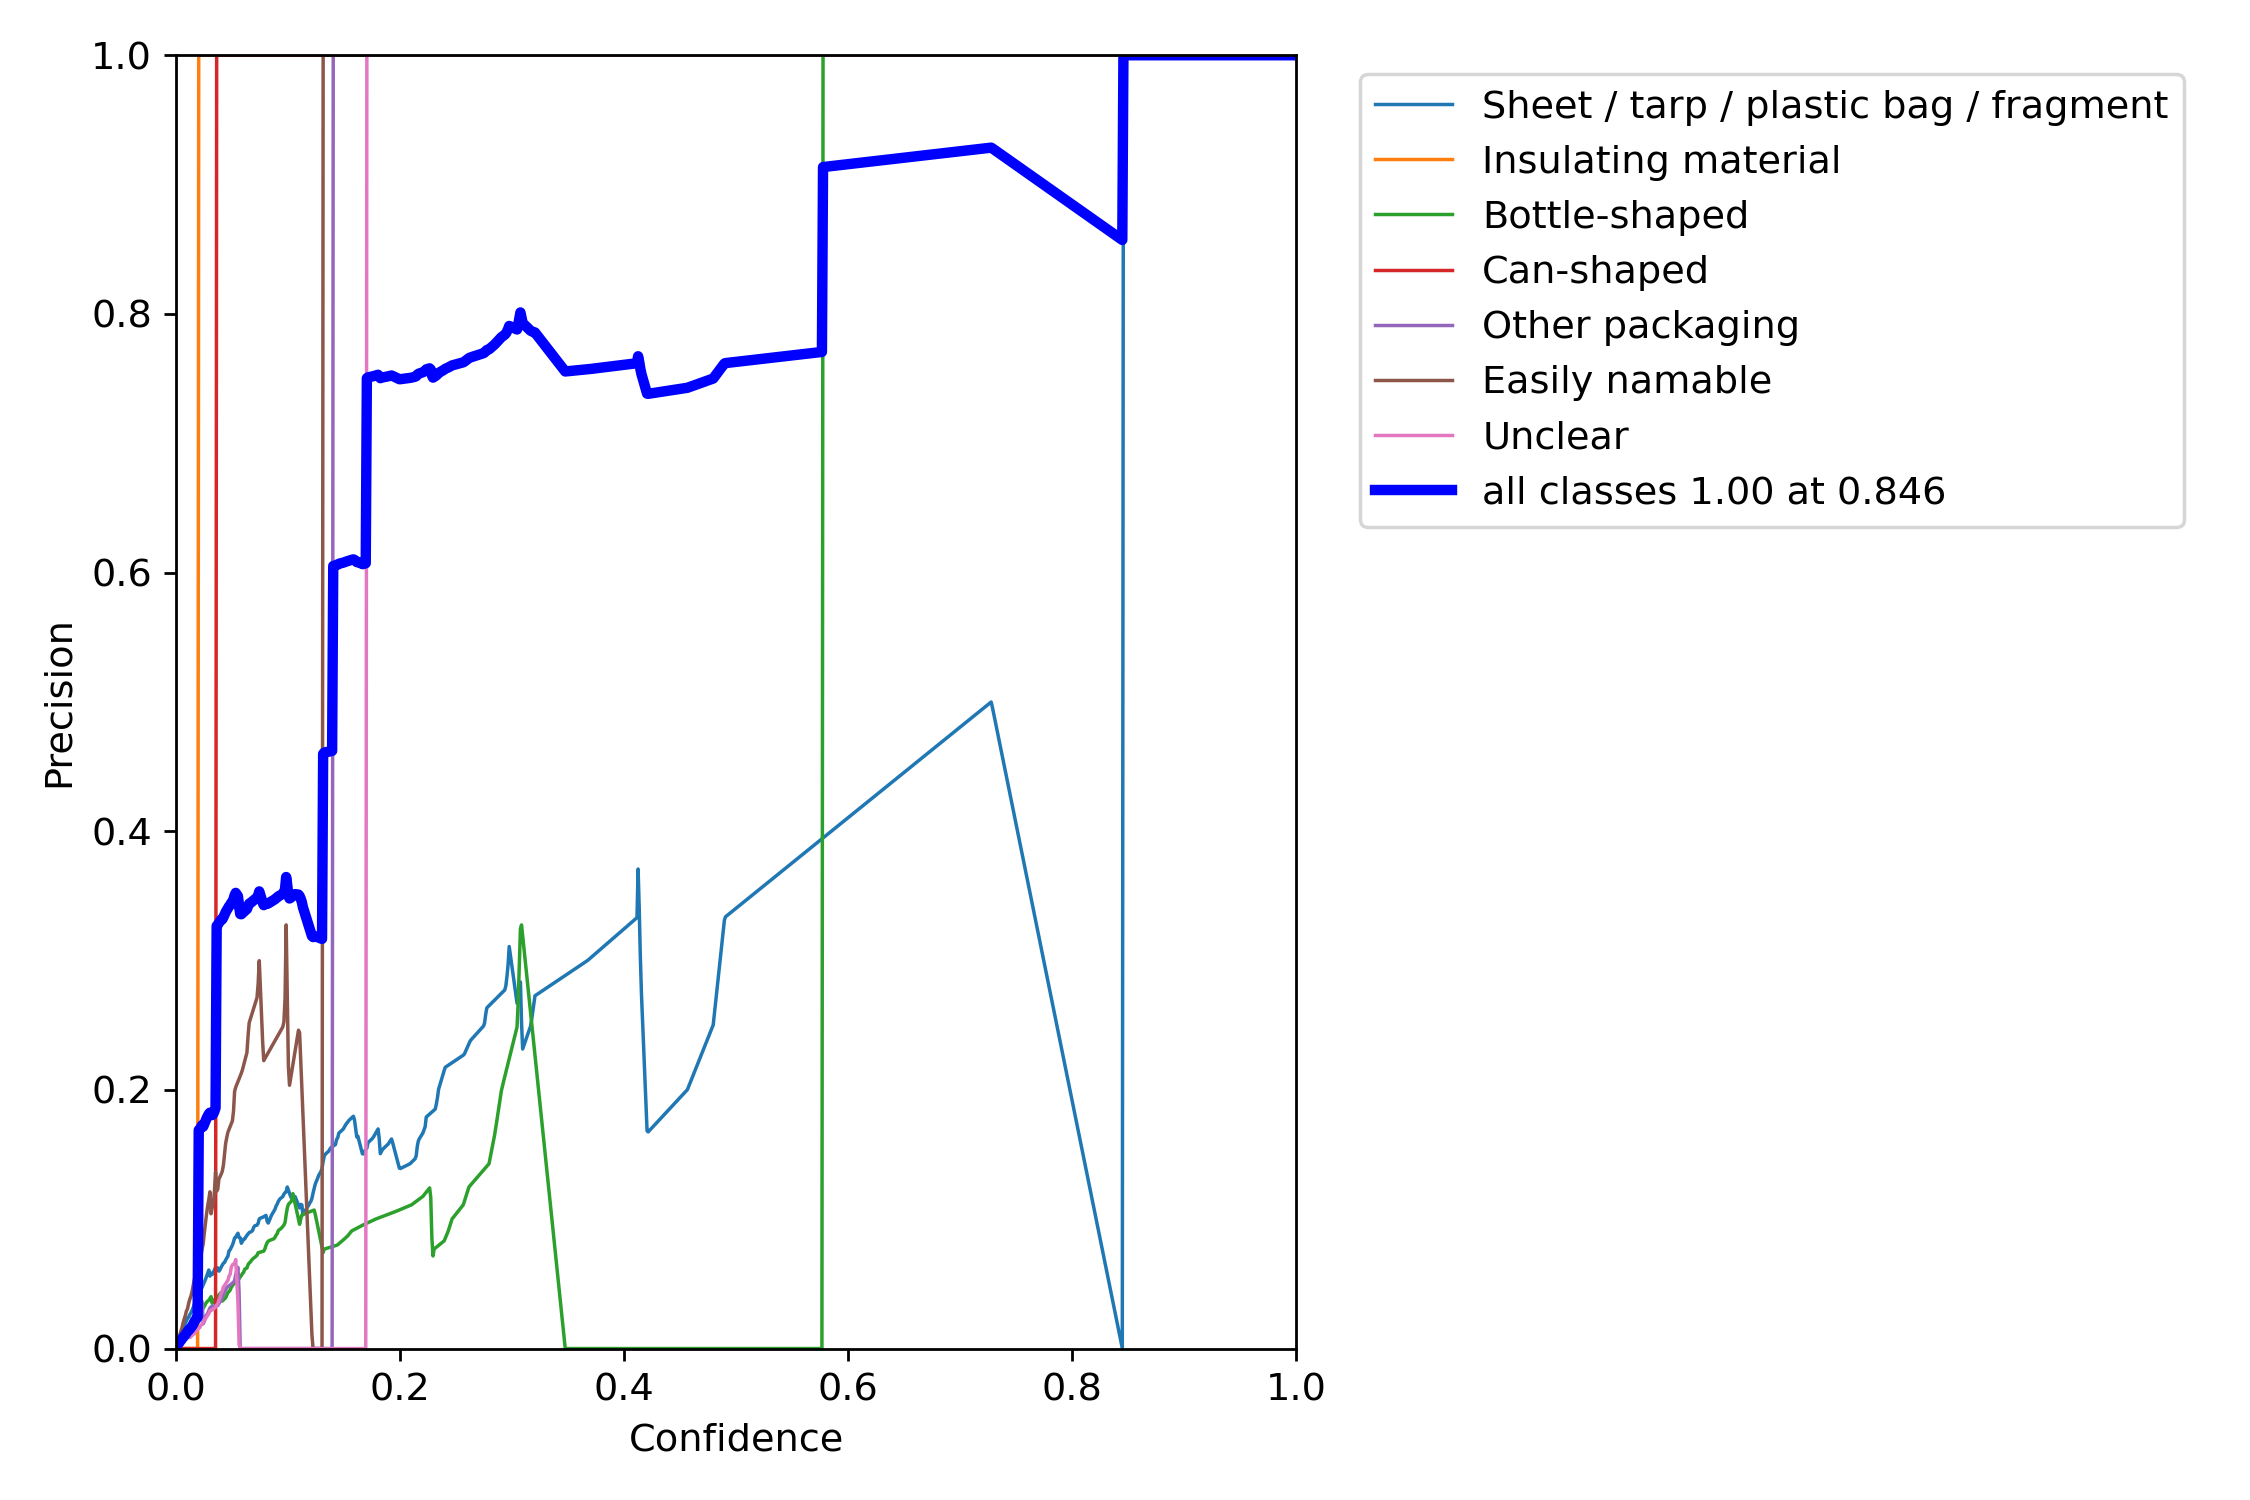 1.0
0.8
0.6
0.4
0.2
0.0
Precision
0.0 0.2 0.4 0.6 0.8 1.0
Confidence
Sheet / tarp / plastic bag / fragment
Insulating material
Bottle-shaped
Can-shaped
Other packaging
Easily namable
Unclear
all classes 1.00 at 0.846